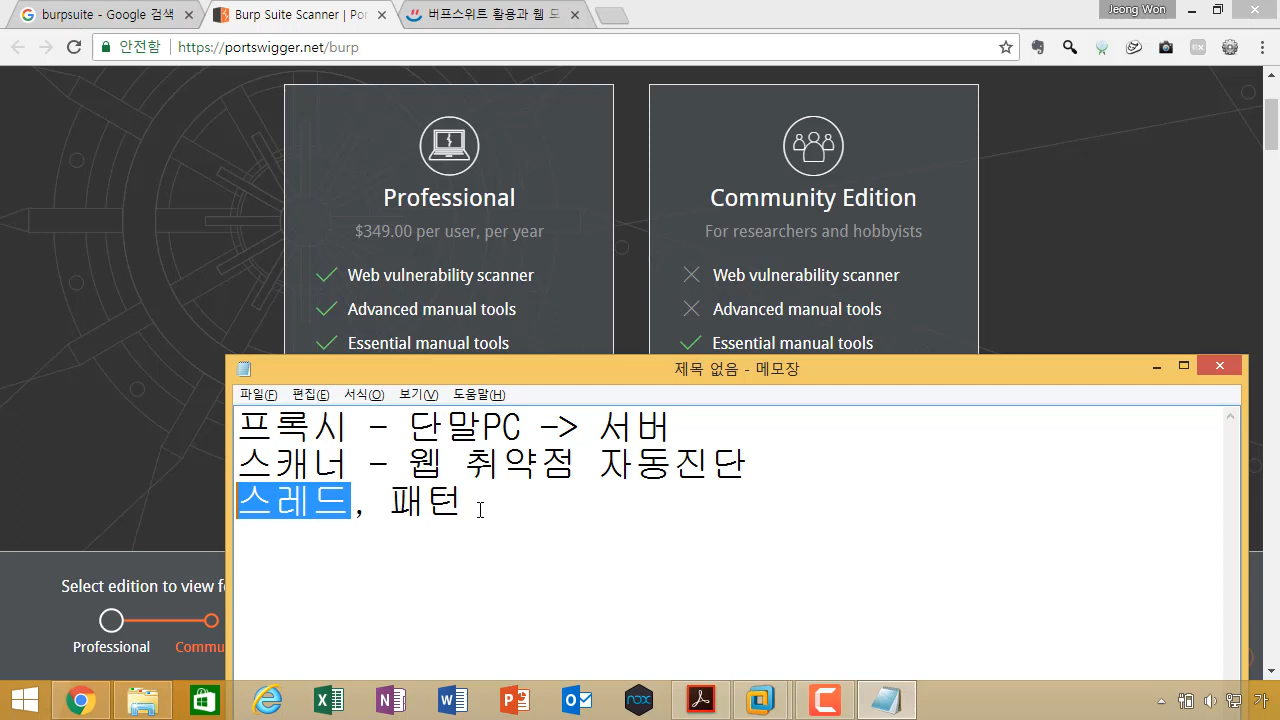 burpsuite - Google 검색
Burp Suite Scanner | Por
버프스위트 활용과 웹 모
Jeong Won
안전함
https://portswigger.net/burp
Professional
$349.00 per user, per year
Web vulnerability scanner
Advanced manual tools
Essential manual tools
Community Edition
For researchers and hobbyists
Web vulnerability scanner
Advanced manual tools
Essential manual tools
Select edition to view fe
Professional
Commu
제목 없음 - 메모장
파일(F) 편집(E) 서식(O) 보기(V) 도움말(H)
프록시 - 단말PC -> 서버
스캐너 - 웹 취약점 자동진단
스레드, 패턴
nox
가